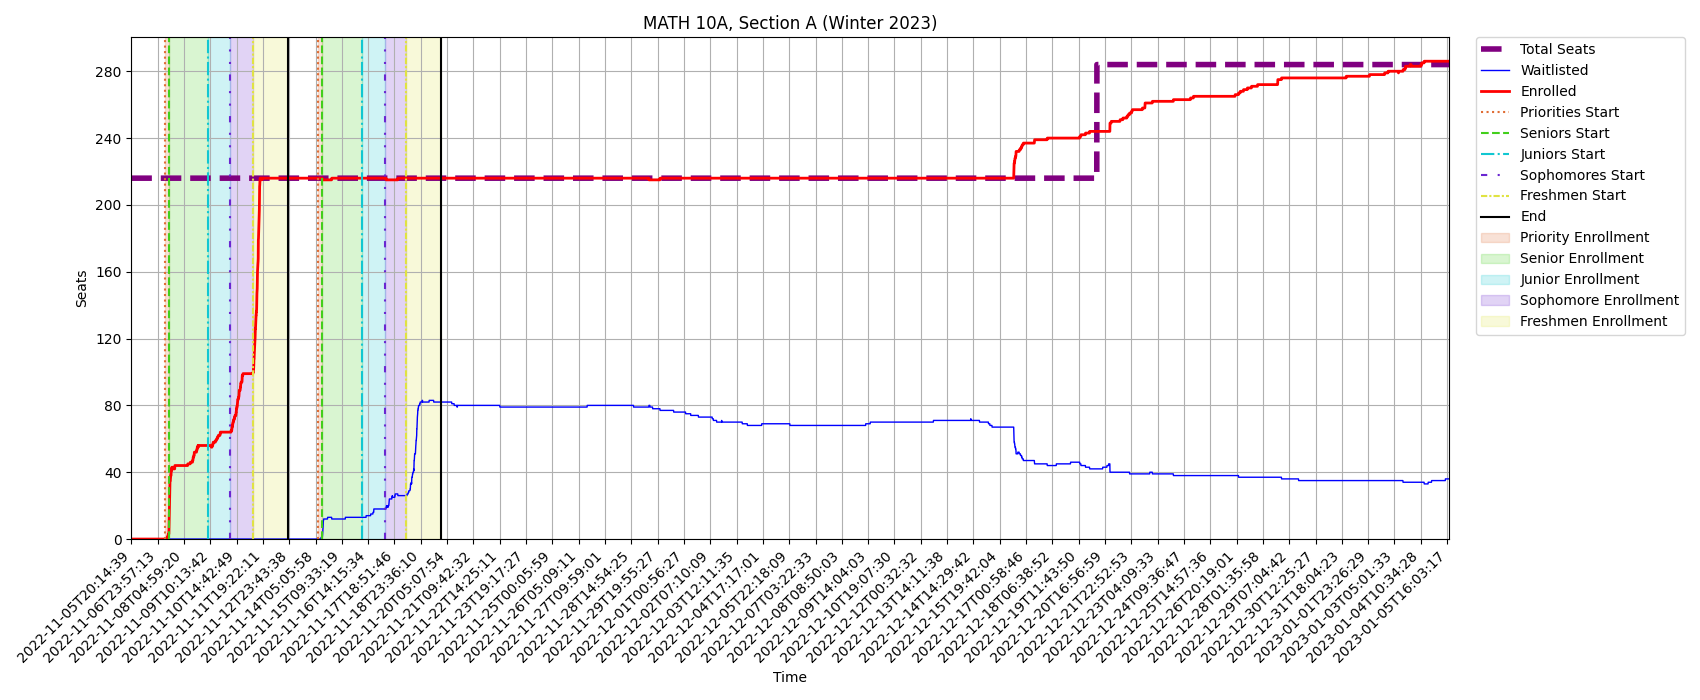 MATH 10A, Section A (Winter 2023)
Seats
280
240
200
160
120
80
40
0
2022-11-05T20:14:39
2022-11-06T23:57:13
2022-11-08T04:59:20
2022-11-09T10:13:42
2022-11-10T14:42:49
2022-11-11T19:22:11
2022-11-12T23:43:38
2022-11-14T05:05:58
2022-11-15T09:33:19
2022-11-16T14:15:34
2022-11-17T18:51:46
2022-11-18T23:36:10
2022-11-20T05:07:54
2022-11-21T09:42:32
2022-11-22T14:25:11
2022-11-23T19:17:27
2022-11-25T00:05:59
2022-11-26T05:09:11
2022-11-27T09:59:01
2022-11-28T14:54:25
2022-11-29T19:55:27
2022-12-01T00:56:27
2022-12-02T07:10:09
2022-12-03T12:11:35
2022-12-04T17:17:01
2022-12-05T22:18:09
2022-12-07T03:22:33
2022-12-08T08:50:03
2022-12-09T14:04:03
2022-12-10T19:07:30
2022-12-12T00:32:32
2022-12-13T14:11:38
2022-12-14T14:29:42
2022-12-15T19:42:04
2022-12-17T00:58:46
2022-12-18T06:38:52
2022-12-19T11:43:50
2022-12-20T16:56:59
2022-12-21T22:52:53
2022-12-23T04:09:33
2022-12-24T09:36:47
2022-12-25T14:57:36
2022-12-26T20:19:01
2022-12-28T01:35:58
2022-12-29T07:04:42
2022-12-30T12:25:27
2022-12-31T18:04:23
2023-01-01T23:26:29
2023-01-03T05:01:33
2023-01-04T10:34:28
2023-01-05T16:03:17
Time
Total Seats
Waitlisted
Enrolled
Priorities Start
Seniors Start
Juniors Start
Sophomores Start
Freshmen Start
End
Priority Enrollment
Senior Enrollment
Junior Enrollment
Sophomore Enrollment
Freshmen Enrollment